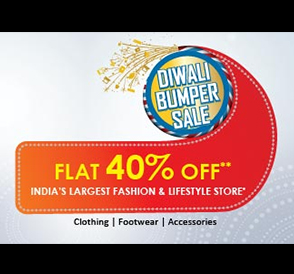 DIWALI
BUMPER
SALE
FLAT 40% OFF**
INDIA'S LARGEST FASHION & LIFESTYLE STORE*
Clothing | Footwear | Accessories